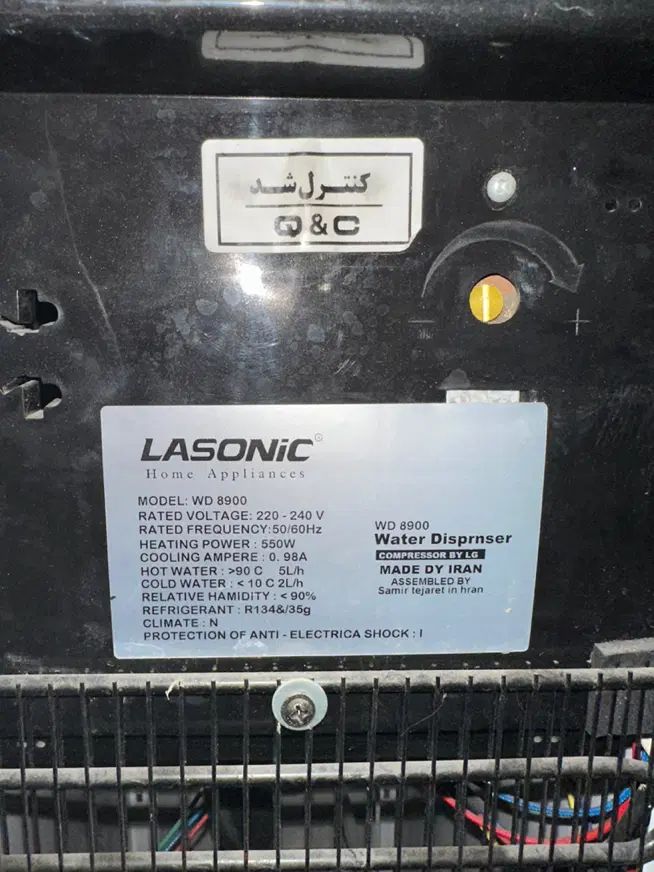 کنترل شد
Q & C
− +
LASONiC®
Home Appliances
MODEL: WD 8900
RATED VOLTAGE: 220 - 240 V
RATED FREQUENCY:50/60Hz
HEATING POWER : 550W
COOLING AMPERE : 0. 98A
HOT WATER : >90 C 5L/h
COLD WATER : < 10 C 2L/h
RELATIVE HAMIDITY : < 90%
REFRIGERANT : R134&/35g
CLIMATE : N
PROTECTION OF ANTI - ELECTRICA SHOCK : I
WD 8900
Water Disprnser
COMPRESSOR BY LG
MADE DY IRAN
ASSEMBLED BY
Samir tejaret in hran